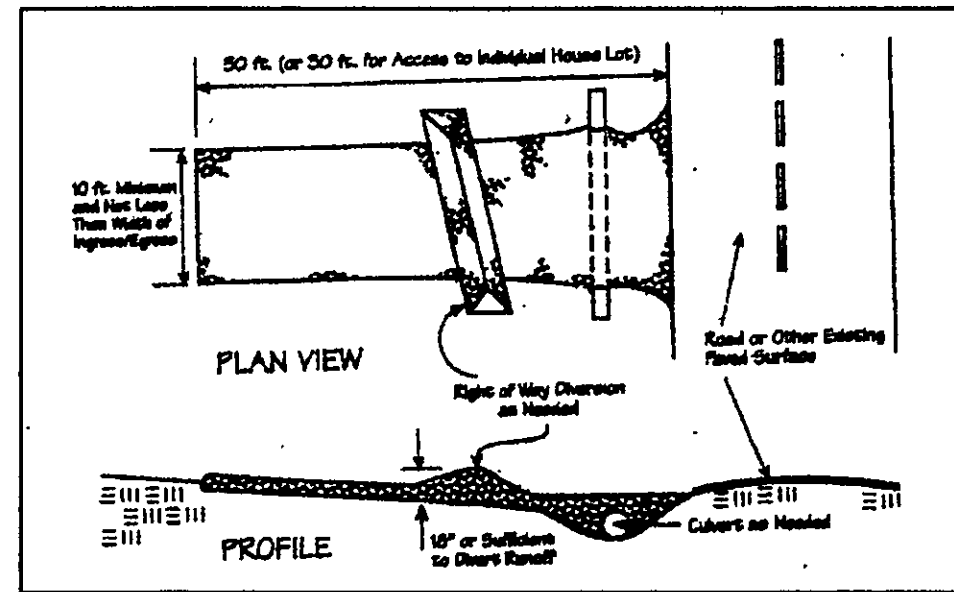 50 ft. (or 30 ft. for Access to Individual House Lot)
10 ft. Minimum
and Not Less
Than Width of
Ingress/Egress
PLAN VIEW
Right of Way Diversion
as Needed
Road or Other Existing
Paved Surface
Culvert as Needed
PROFILE
18" or Sufficient
to Divert Runoff